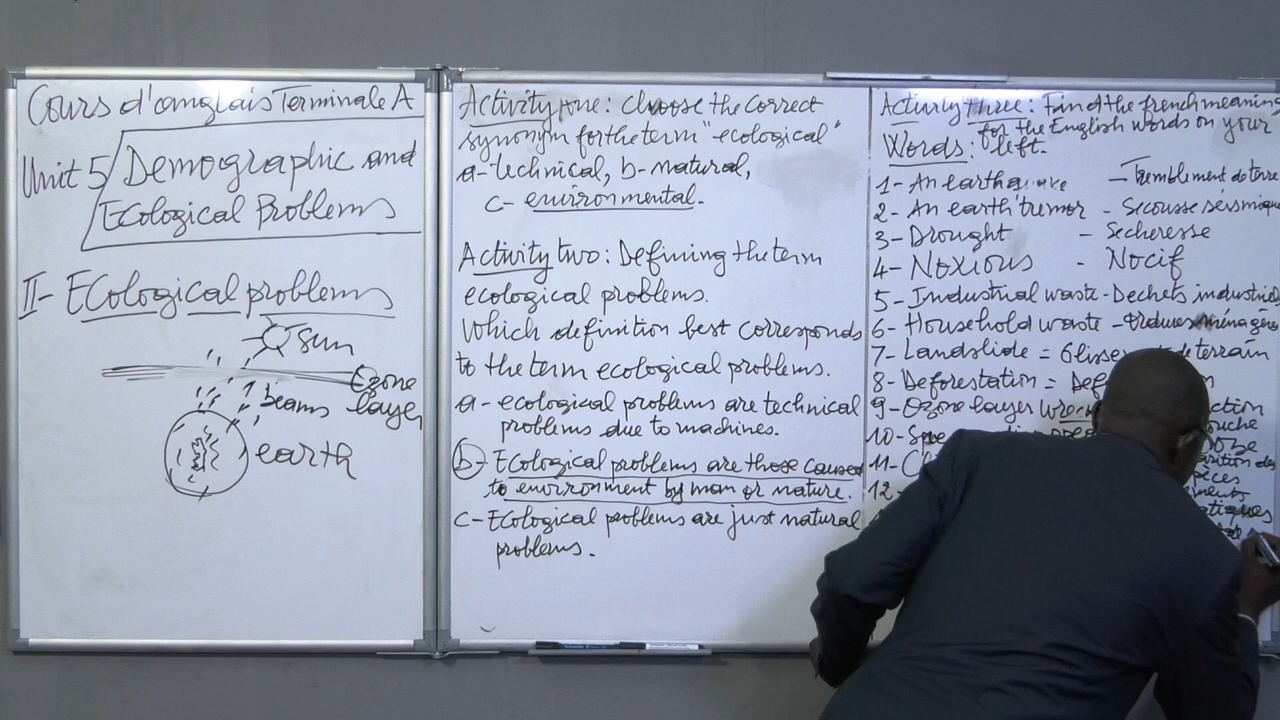 Cours d'anglais Terminale A
Unit 5
Demographic and
Ecological Problems
II- Ecological problems
sun
Ozone
layer
beams
earth
Activity one: Choose the correct
synonym for the term "ecological"
a- technical, b- natural,
c- environmental.
Activity two: Defining the term
ecological problems.
Which definition best corresponds
to the term ecological problems.
a- ecological problems are technical
problems due to machines.
b- Ecological problems are those caused
to environment by man or nature.
c- Ecological problems are just natural
problems.
Activity three: Find the french meaning
for the English words on your
left.
Words:
1- An earthquake - Tremblement de terre
2- An earth tremor - Secousse séismique
3- Drought - Secheresse
4- Noxious - Nocif
5- Industrial waste - Dechets industriels
6- Household waste - ménagères
7- Landslide = de terrain
8- Deforestation =
9- Ozone layer
10-
11-
12-